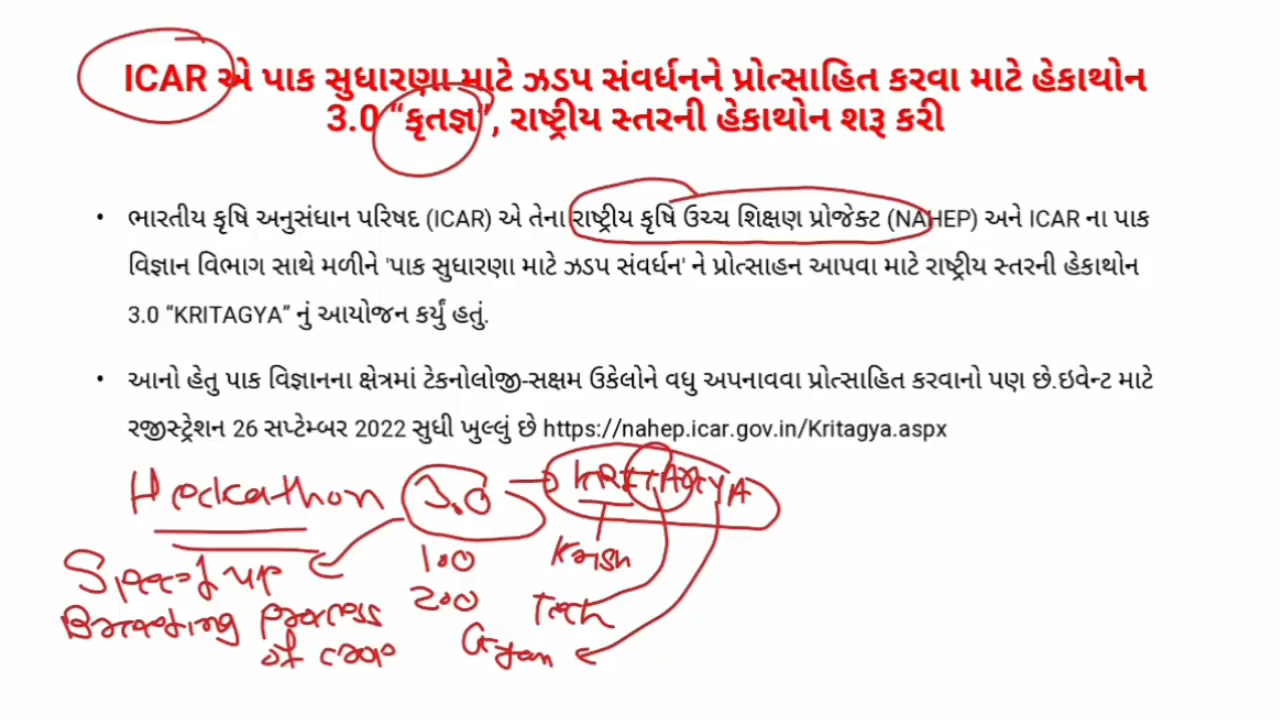 ICAR એ પાક સુધારણા માટે ઝડપ સંવર્ધનને પ્રોત્સાહિત કરવા માટે હેકાથોન
3.0 “કૃતજ્ઞ”, રાષ્ટ્રીય સ્તરની હેકાથોન શરૂ કરી
• ભારતીય કૃષિ અનુસંધાન પરિષદ (ICAR) એ તેના રાષ્ટ્રીય કૃષિ ઉચ્ચ શિક્ષણ પ્રોજેક્ટ (NAHEP) અને ICAR ના પાક
વિજ્ઞાન વિભાગ સાથે મળીને 'પાક સુધારણા માટે ઝડપ સંવર્ધન' ને પ્રોત્સાહન આપવા માટે રાષ્ટ્રીય સ્તરની હેકાથોન
3.0 “KRITAGYA” નું આયોજન કર્યું હતું.
• આનો હેતુ પાક વિજ્ઞાનના ક્ષેત્રમાં ટેકનોલોજી-સક્ષમ ઉકેલોને વધુ અપનાવવા પ્રોત્સાહિત કરવાનો પણ છે.ઇવેન્ટ માટે
રજીસ્ટ્રેશન 26 સપ્ટેમ્બર 2022 સુધી ખુલ્લું છે https://nahep.icar.gov.in/Kritagya.aspx
Hackathon 3.0 → KRITAGYA
Speed up 1.0 Krish
Breeding process 2.0 Tech
of crop Gyan